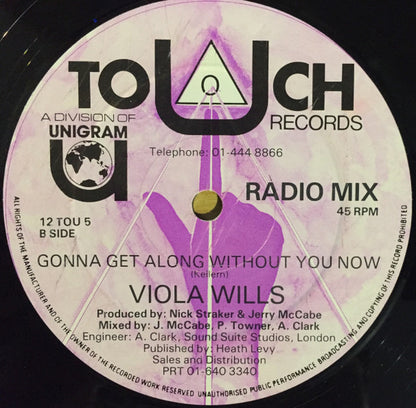 TOUCH
RECORDS
A DIVISION OF
UNIGRAM
Telephone: 01-444 8866
RADIO MIX
45 RPM
12 TOU 5
B SIDE
GONNA GET ALONG WITHOUT YOU NOW
(Kellern)
VIOLA WILLS
Produced by: Nick Straker & Jerry McCabe
Mixed by: J. McCabe, P. Towner, A. Clark
Engineer: A. Clark, Sound Suite Studios, London
Published by: Heath Levy
Sales and Distribution
PRT 01-640 3340
ALL RIGHTS OF THE MANUFACTURER AND OF THE OWNER OF THE RECORDED WORK RESERVED UNAUTHORISED PUBLIC PERFORMANCE BROADCASTING AND COPYING OF THIS RECORD PROHIBITED